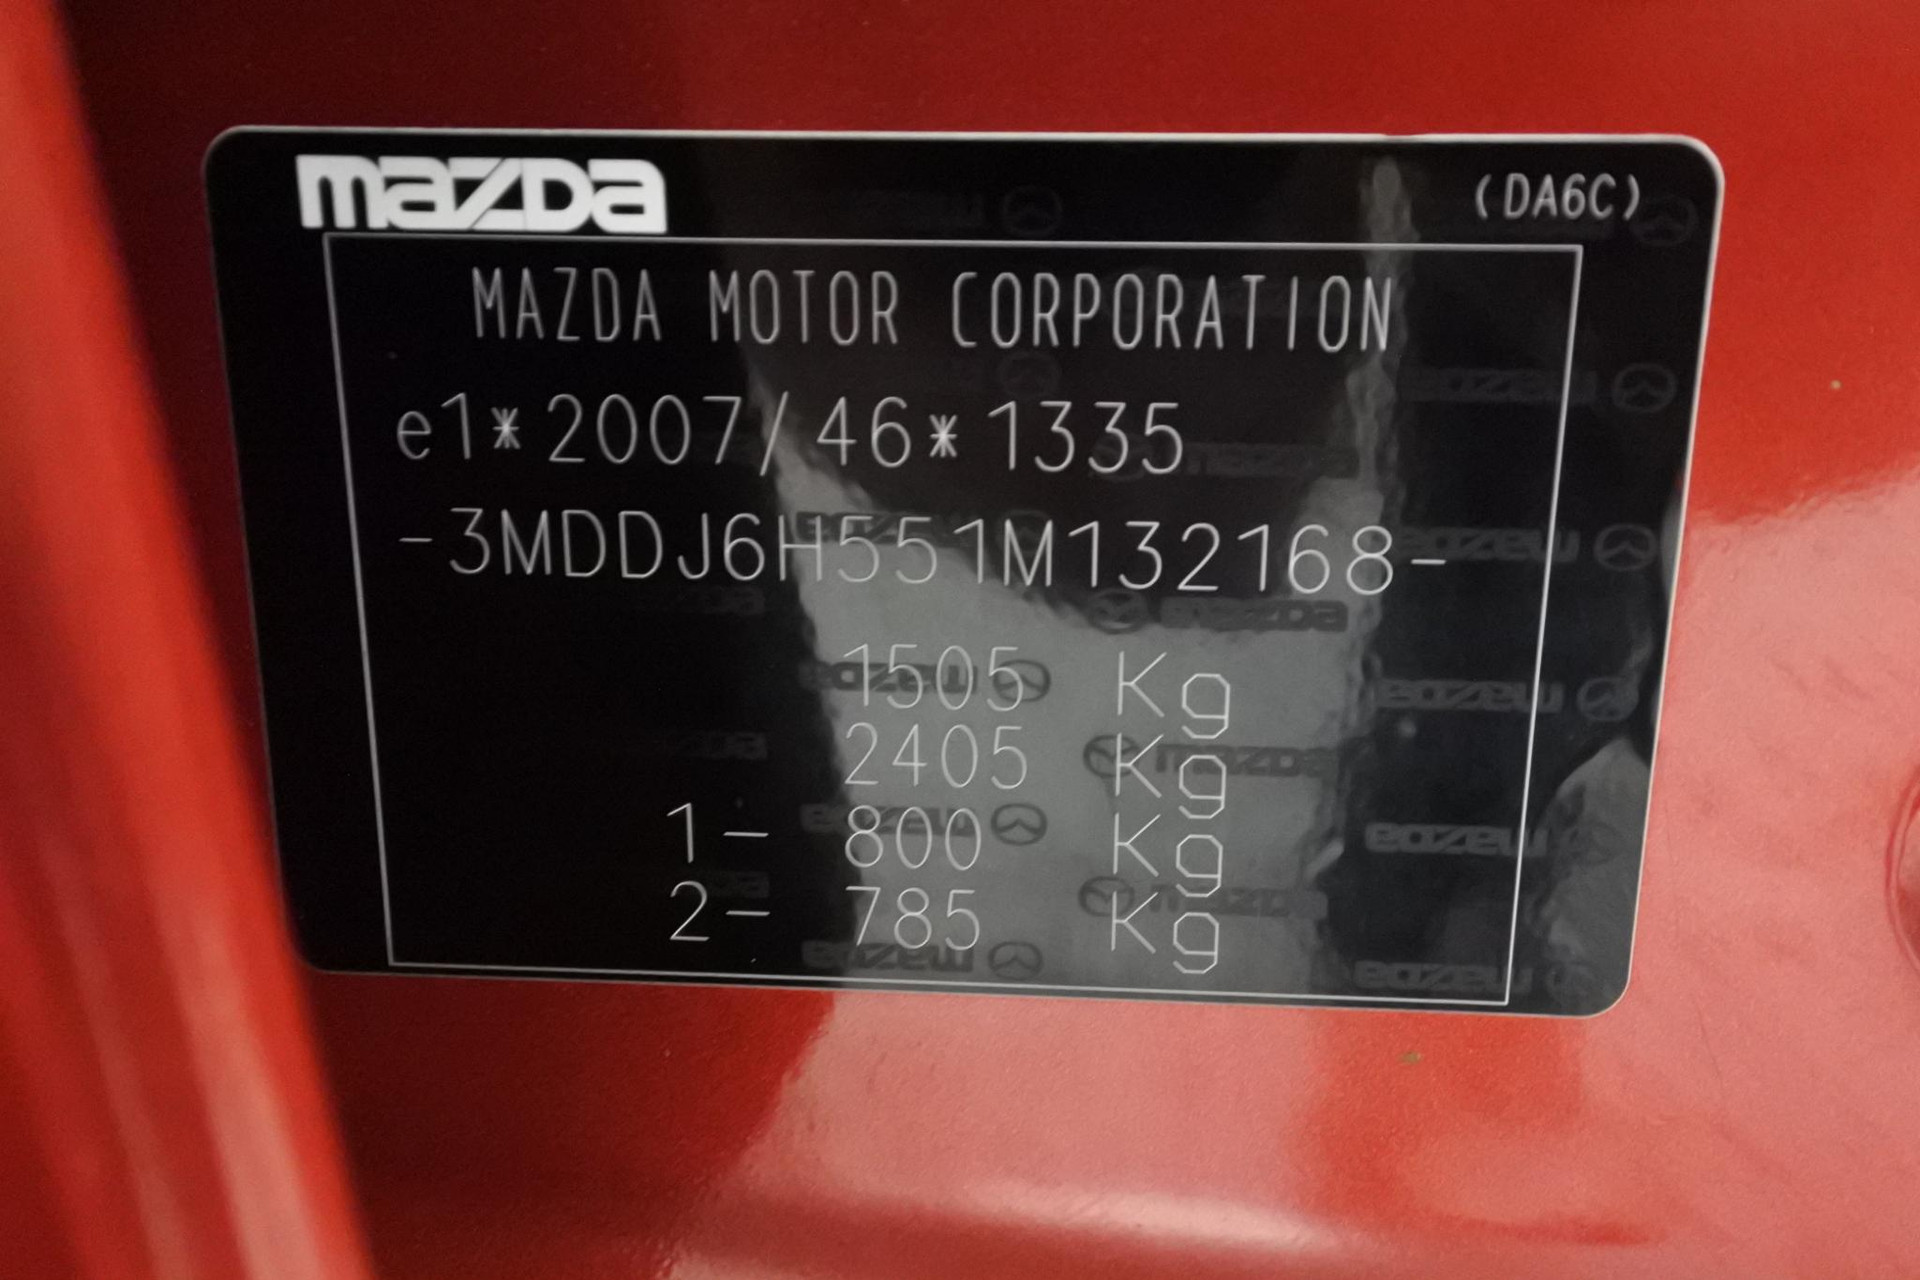 mazda (DA6C)
MAZDA MOTOR CORPORATION
e1*2007/46*1335
-3MDDJ6H551M132168-
1505 Kg
2405 Kg
1- 800 Kg
2- 785 Kg